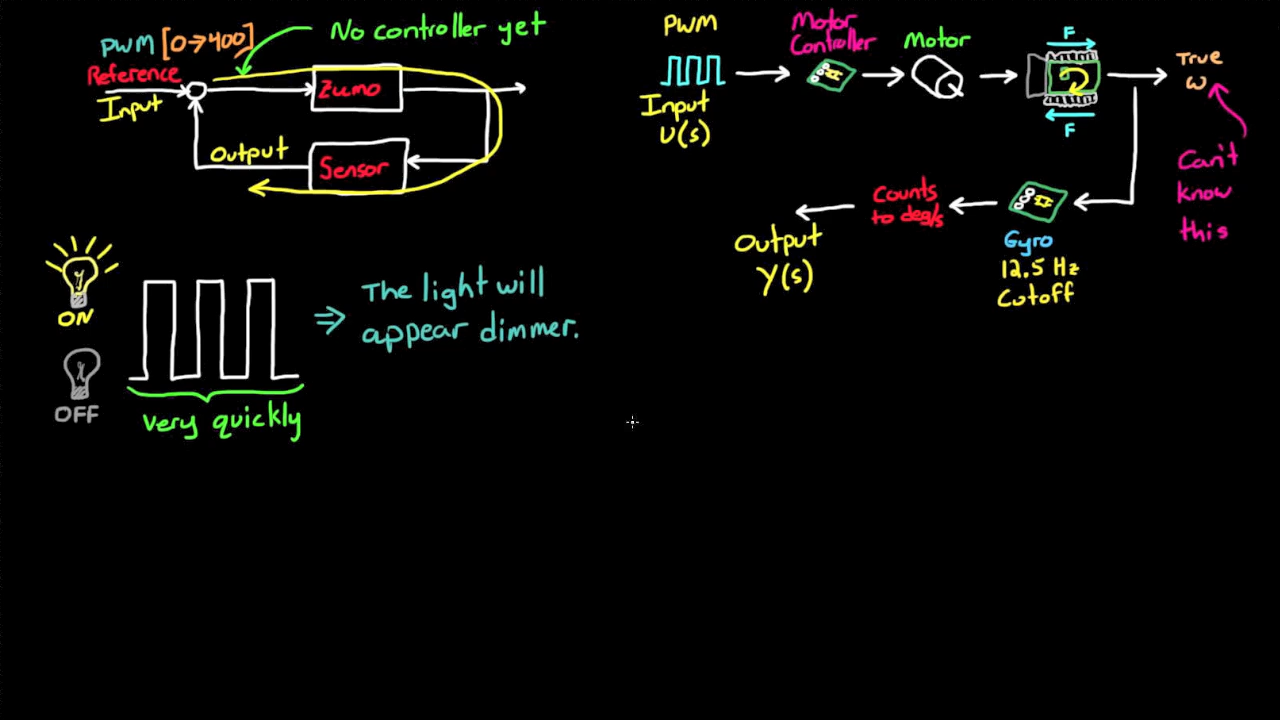 PWM [0→400]
Reference
Input
No controller yet
Zumo
Output
Sensor
ON
OFF
very quickly
⇒ The light will
appear dimmer.
PWM
Input
U(s)
Motor
Controller
Motor
F
F
True
ω
Can't
know
this
Counts
to deg/s
Gyro
12.5 Hz
Cutoff
Output
Y(s)